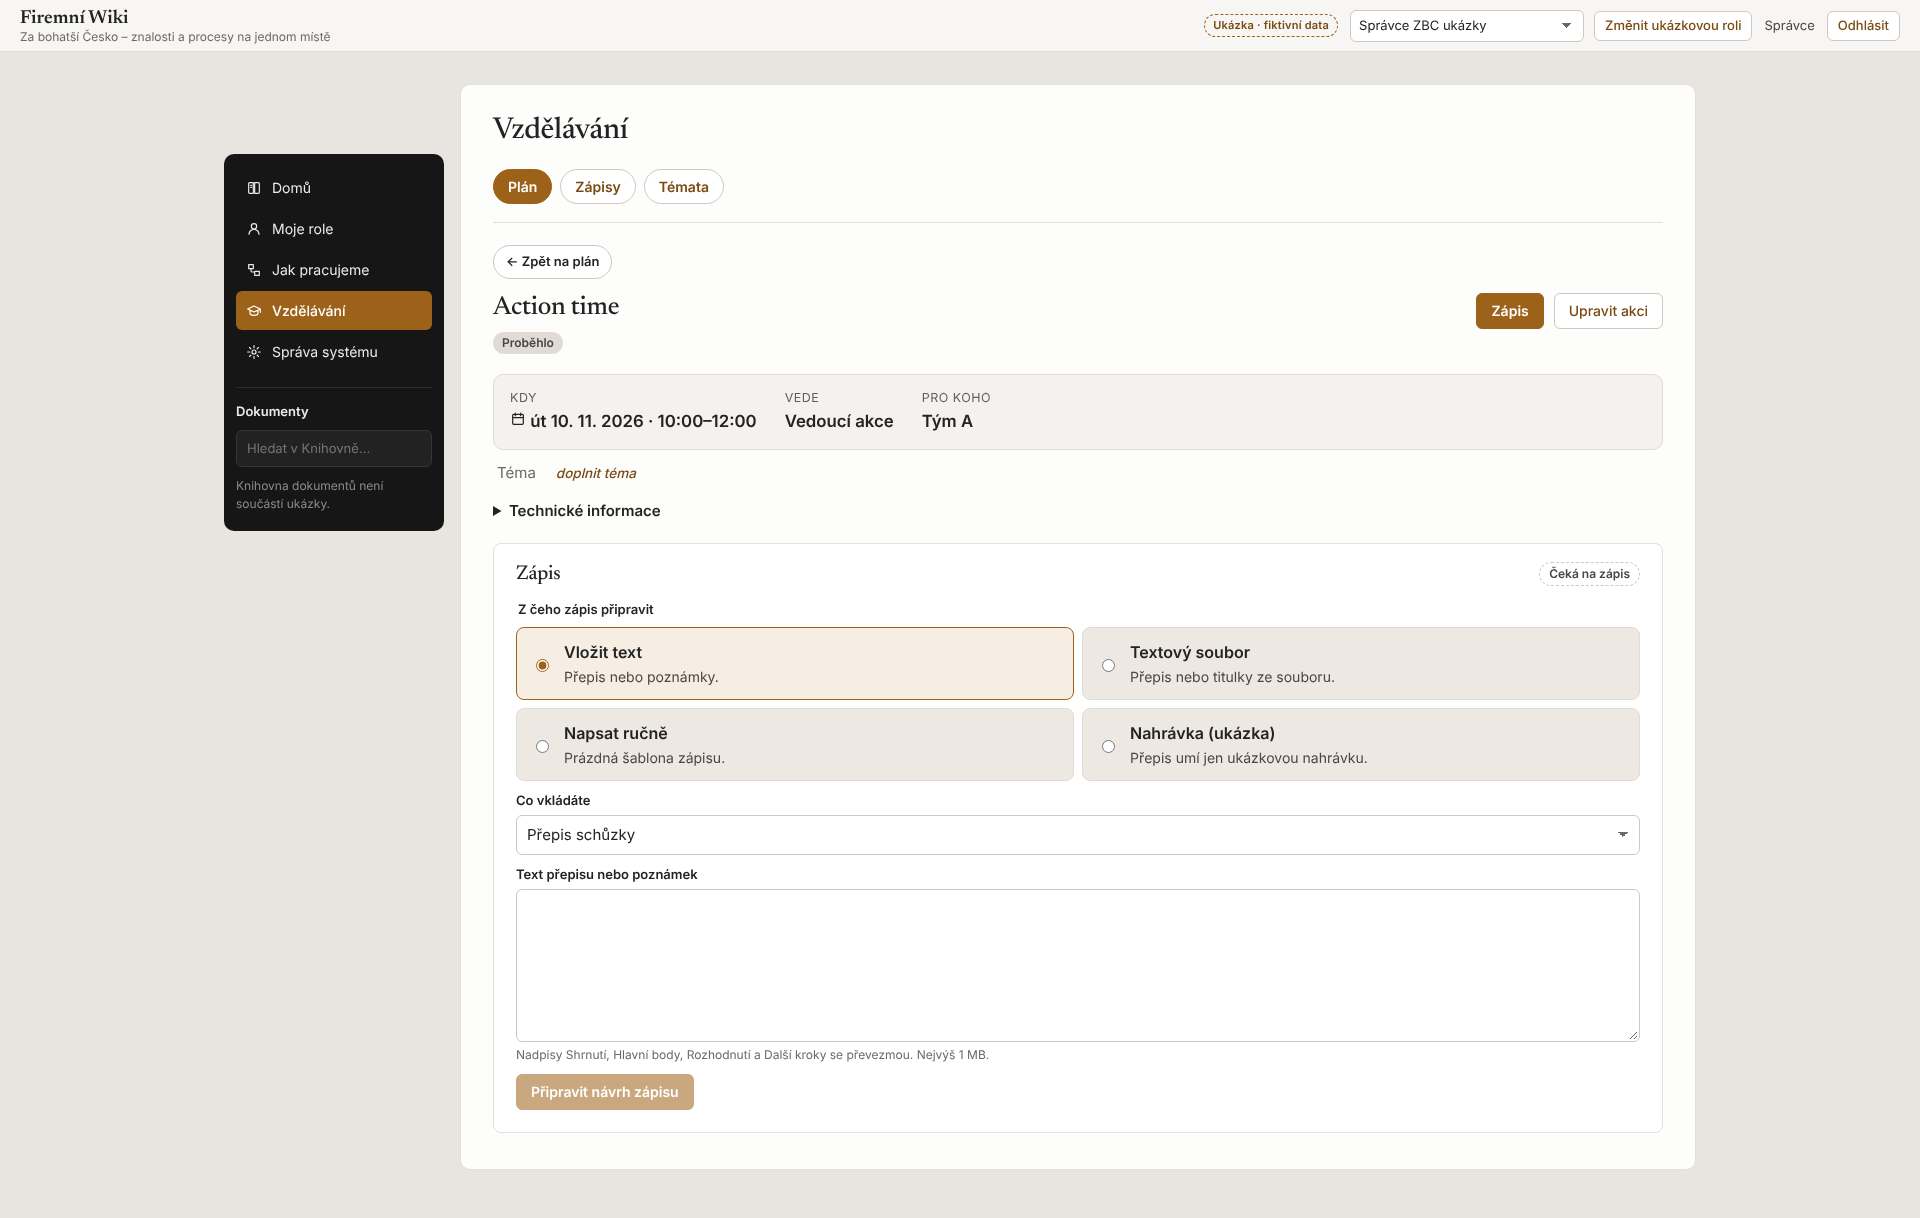 Firemní Wiki
Za bohatší Česko – znalosti a procesy na jednom místě
Ukázka · fiktivní data
Správce ZBC ukázky
Změnit ukázkovou roli
Správce
Odhlásit
Domů
Moje role
Jak pracujeme
Vzdělávání
Správa systému
Dokumenty
Hledat v Knihovně...
Knihovna dokumentů není
součástí ukázky.
Vzdělávání
Plán
Zápisy
Témata
← Zpět na plán
Action time
Proběhlo
Zápis
Upravit akci
KDY
út 10. 11. 2026 · 10:00–12:00
VEDE
Vedoucí akce
PRO KOHO
Tým A
Téma
doplnit téma
Technické informace
Zápis
Čeká na zápis
Z čeho zápis připravit
Vložit text
Přepis nebo poznámky.
Textový soubor
Přepis nebo titulky ze souboru.
Napsat ručně
Prázdná šablona zápisu.
Nahrávka (ukázka)
Přepis umí jen ukázkovou nahrávku.
Co vkládáte
Přepis schůzky
Text přepisu nebo poznámek
Nadpisy Shrnutí, Hlavní body, Rozhodnutí a Další kroky se převezmou. Nejvýš 1 MB.
Připravit návrh zápisu